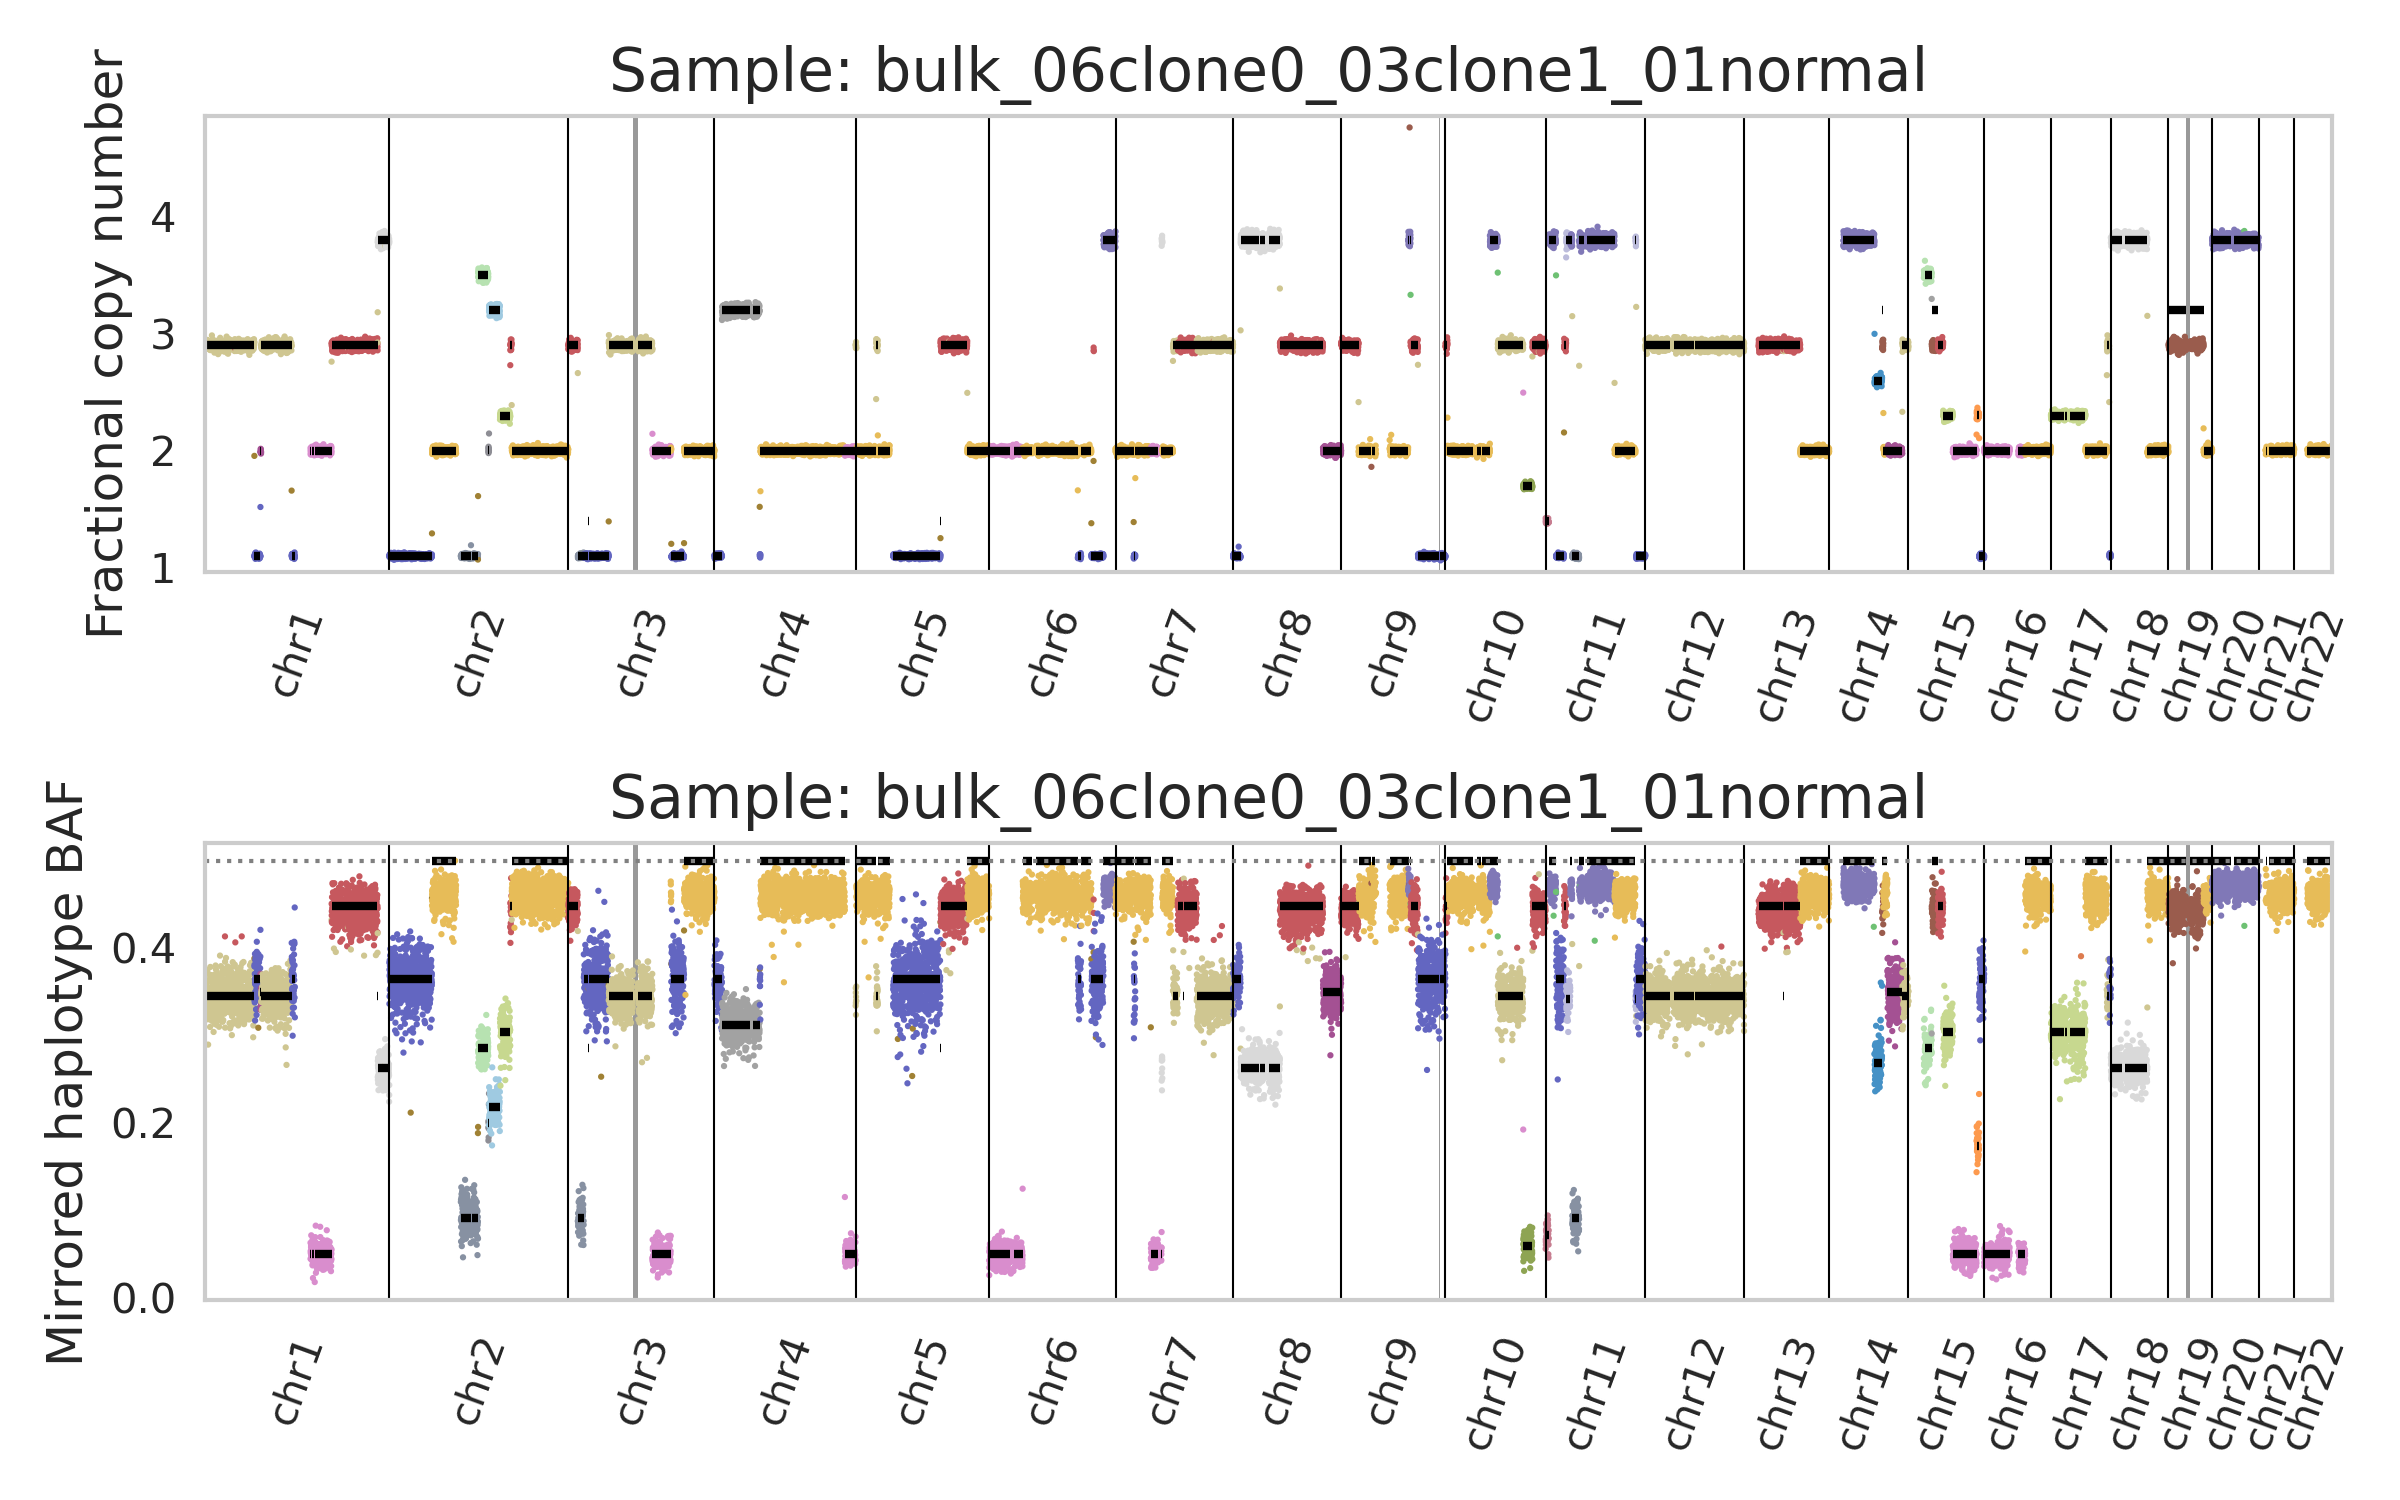 Sample: bulk_06clone0_03clone1_01normal
Fractional copy number
4
3
2
1
chr1
chr2
chr3
chr4
chr5
chr6
chr7
chr8
chr9
chr10
chr11
chr12
chr13
chr14
chr15
chr16
chr17
chr18
chr19
chr20
chr21
chr22
Sample: bulk_06clone0_03clone1_01normal
Mirrored haplotype BAF
0.4
0.2
0.0
chr1
chr2
chr3
chr4
chr5
chr6
chr7
chr8
chr9
chr10
chr11
chr12
chr13
chr14
chr15
chr16
chr17
chr18
chr19
chr20
chr21
chr22